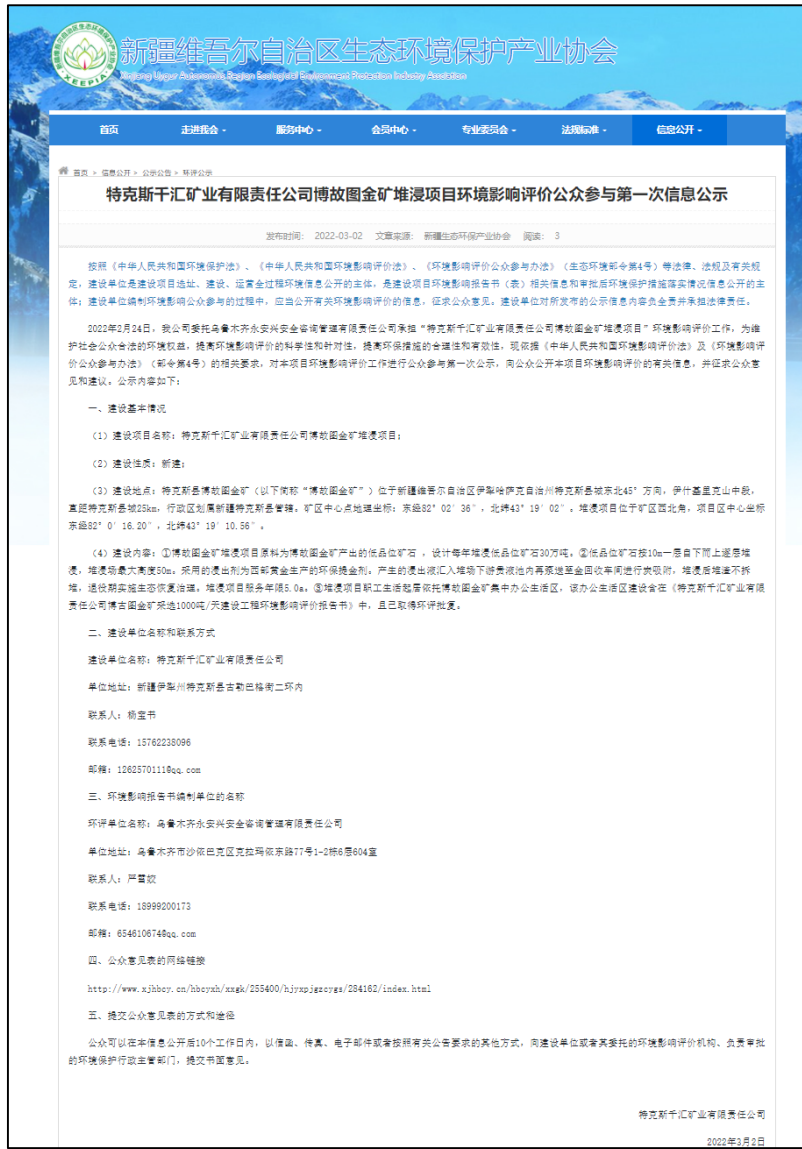 新疆维吾尔自治区生态环境保护产业协会
Xinjiang Uygur Autonomous Region Ecological Environment Protection Industry Association
XEEPIA
首页 走进我会 服务中心 会员中心 专业委员会 法规标准 信息公开
首页 > 信息公开 > 公示公告 > 环评公示
特克斯千汇矿业有限责任公司博故图金矿堆浸项目环境影响评价公众参与第一次信息公示
发布时间： 2022-03-02 文章来源： 新疆生态环保产业协会 阅读： 3
按照《中华人民共和国环境保护法》、《中华人民共和国环境影响评价法》、《环境影响评价公众参与办法》（生态环境部令第4号）等法律、法规及有关规
定，建设单位是建设项目选址、建设、运营全过程环境信息公开的主体，是建设项目环境影响报告书（表）相关信息和审批后环境保护措施落实情况信息公开的主
体；建设单位编制环境影响公众参与的过程中，应当公开有关环境影响评价的信息，征求公众意见。建设单位对所发布的公示信息内容负全责并承担法律责任。
2022年2月24日，我公司委托乌鲁木齐永安兴安全咨询管理有限责任公司承担“特克斯千汇矿业有限责任公司博故图金矿堆浸项目”环境影响评价工作，为维
护社会公众合法的环境权益，提高环境影响评价的科学性和针对性，提高环保措施的合理性和有效性，现依据《中华人民共和国环境影响评价法》及《环境影响评
价公众参与办法》（部令第4号）的相关要求，对本项目环境影响评价工作进行公众参与第一次公示，向公众公开本项目环境影响评价的有关信息，并征求公众意
见和建议。公示内容如下：
一、建设基本情况
（1）建设项目名称：特克斯千汇矿业有限责任公司博故图金矿堆浸项目；
（2）建设性质：新建；
（3）建设地点：特克斯县博故图金矿（以下简称“博故图金矿”）位于新疆维吾尔自治区伊犁哈萨克自治州特克斯县城东北45°方向，伊什基里克山中段，
直距特克斯县城25km，行政区划属新疆特克斯县管辖。矿区中心点地理坐标：东经82° 02′ 36″，北纬43° 19′ 02″。堆浸项目位于矿区西北角，项目区中心坐标
东经82° 0′ 16.20″，北纬43° 19′ 10.56″。
（4）建设内容：①博故图金矿堆浸项目原料为博故图金矿产出的低品位矿石 ，设计每年堆浸低品位矿石30万吨。②低品位矿石按10m一层自下而上逐层堆
浸，堆浸场最大高度50m。采用的浸出剂为西部黄金生产的环保提金剂。产生的浸出液汇入堆场下游贵液池内再泵送至金回收车间进行炭吸附，堆浸后堆渣不拆
堆，退役期实施生态恢复治理。堆浸项目服务年限5.0a。③堆浸项目职工生活起居依托博故图金矿集中办公生活区，该办公生活区建设含在《特克斯千汇矿业有限
责任公司博古图金矿采选1000吨/天建设工程环境影响评价报告书》中，且已取得环评批复。
二、建设单位名称和联系方式
建设单位名称：特克斯千汇矿业有限责任公司
单位地址：新疆伊犁州特克斯县古勒巴格街二环内
联系人：杨宝书
联系电话：15762238096
邮箱：1262570111@qq.com
三、环境影响报告书编制单位的名称
环评单位名称：乌鲁木齐永安兴安全咨询管理有限责任公司
单位地址：乌鲁木齐市沙依巴克区克拉玛依东路77号1-2栋6层604室
联系人：严雪姣
联系电话：18999200173
邮箱：654610674@qq.com
四、公众意见表的网络链接
http://www.xjhbcy.cn/hbcyxh/xxgk/255400/hjyxpjgzcygs/284162/index.html
五、提交公众意见表的方式和途径
公众可以在本信息公开后10个工作日内，以信函、传真、电子邮件或者按照有关公告要求的其他方式，向建设单位或者其委托的环境影响评价机构、负责审批
的环境保护行政主管部门，提交书面意见。
特克斯千汇矿业有限责任公司
2022年3月2日